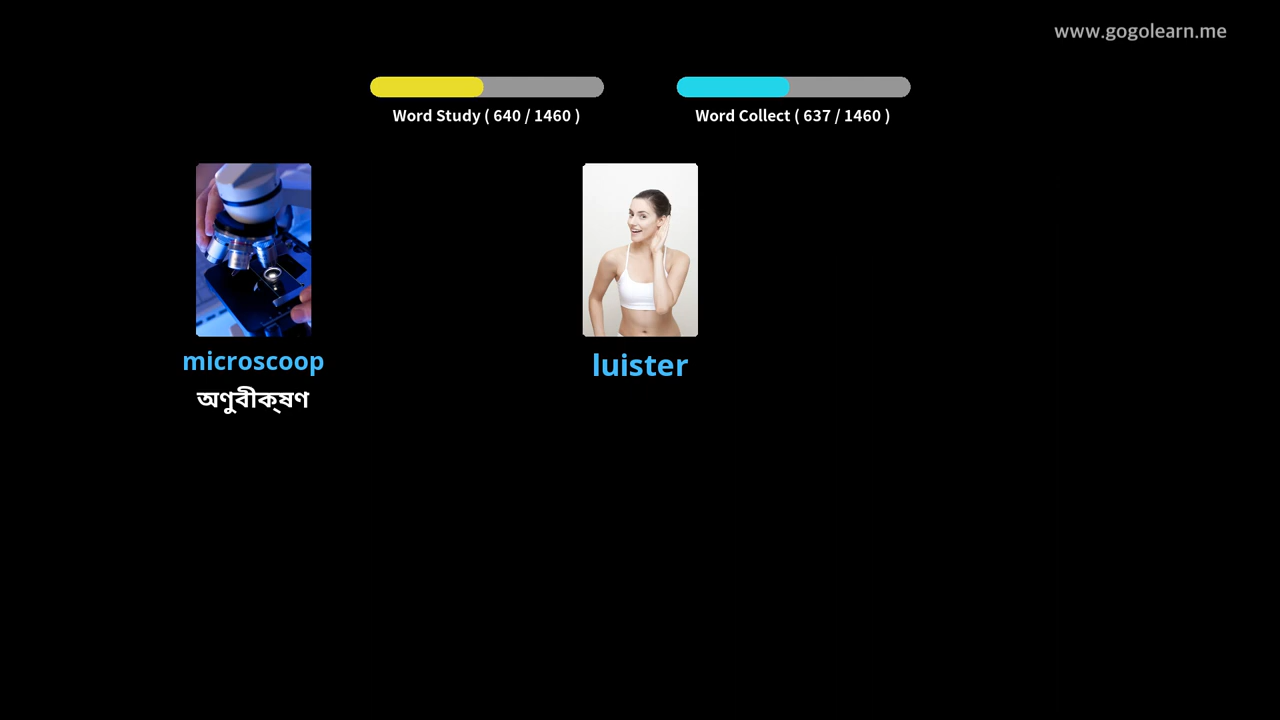 www.gogolearn.me
Word Study ( 640 / 1460 )
Word Collect ( 637 / 1460 )
microscoop
অণুবীক্ষণ
luister